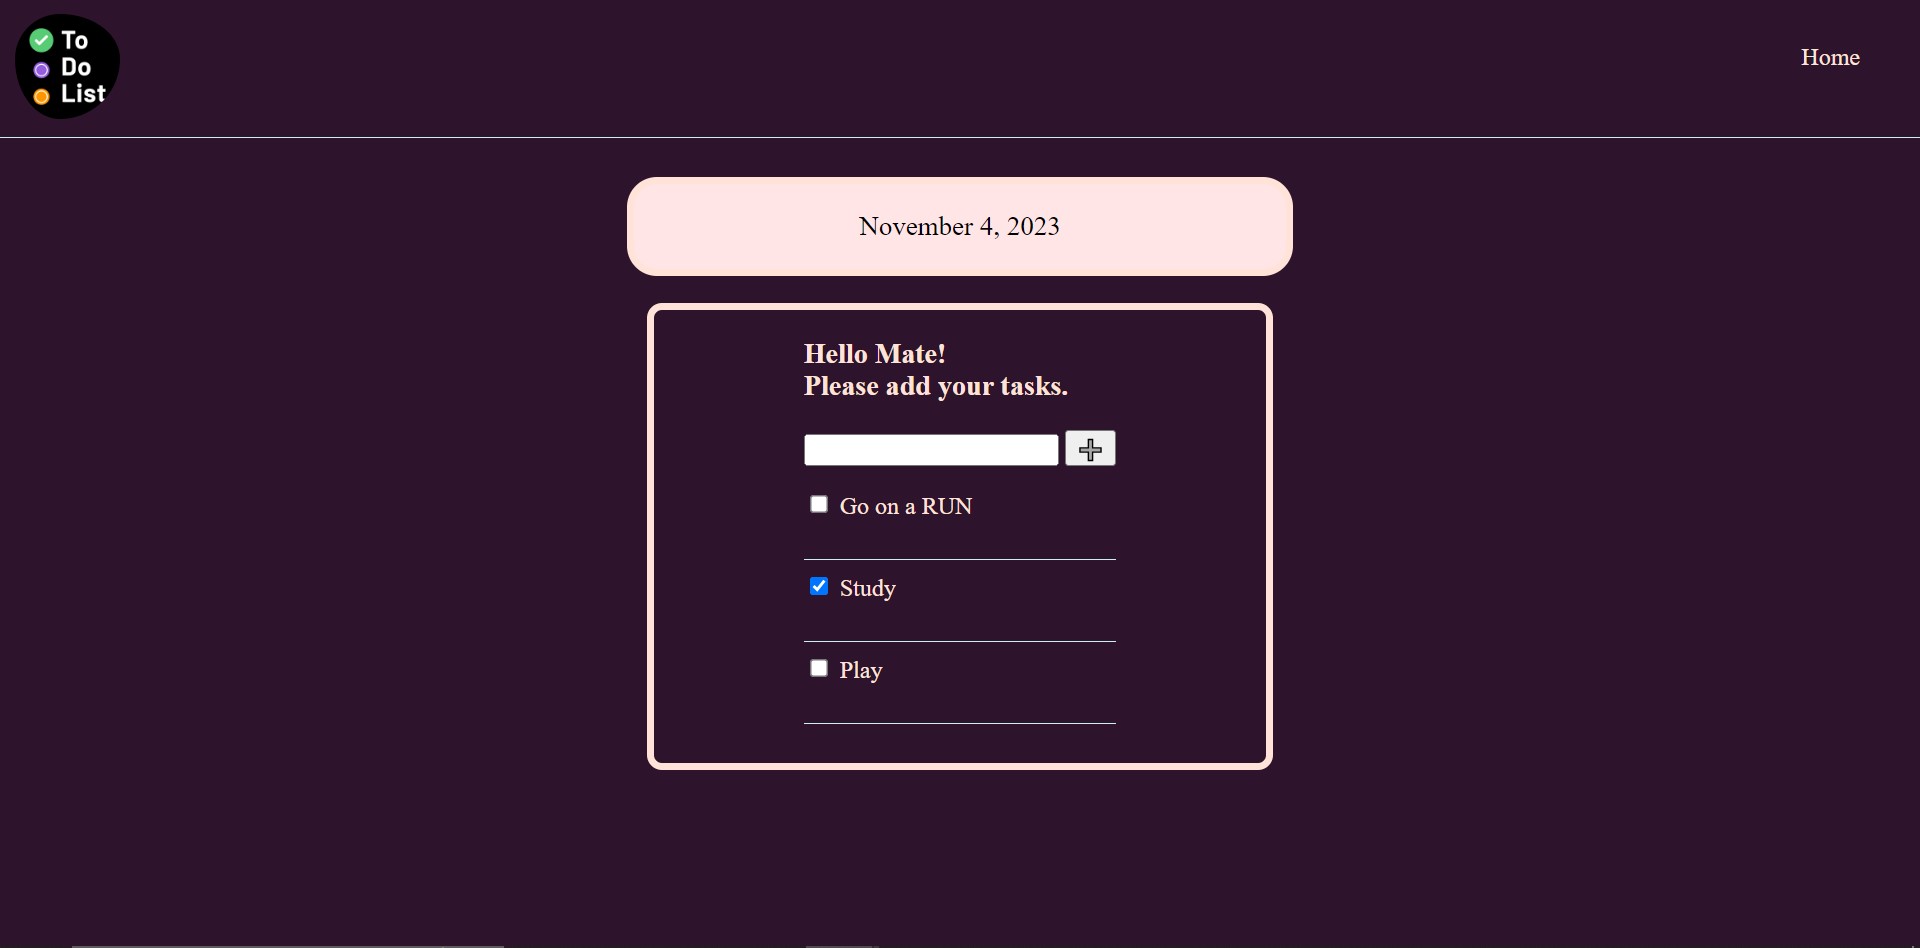 To
Do
List
Home
November 4, 2023
Hello Mate!
Please add your tasks.
Go on a RUN
Study
Play